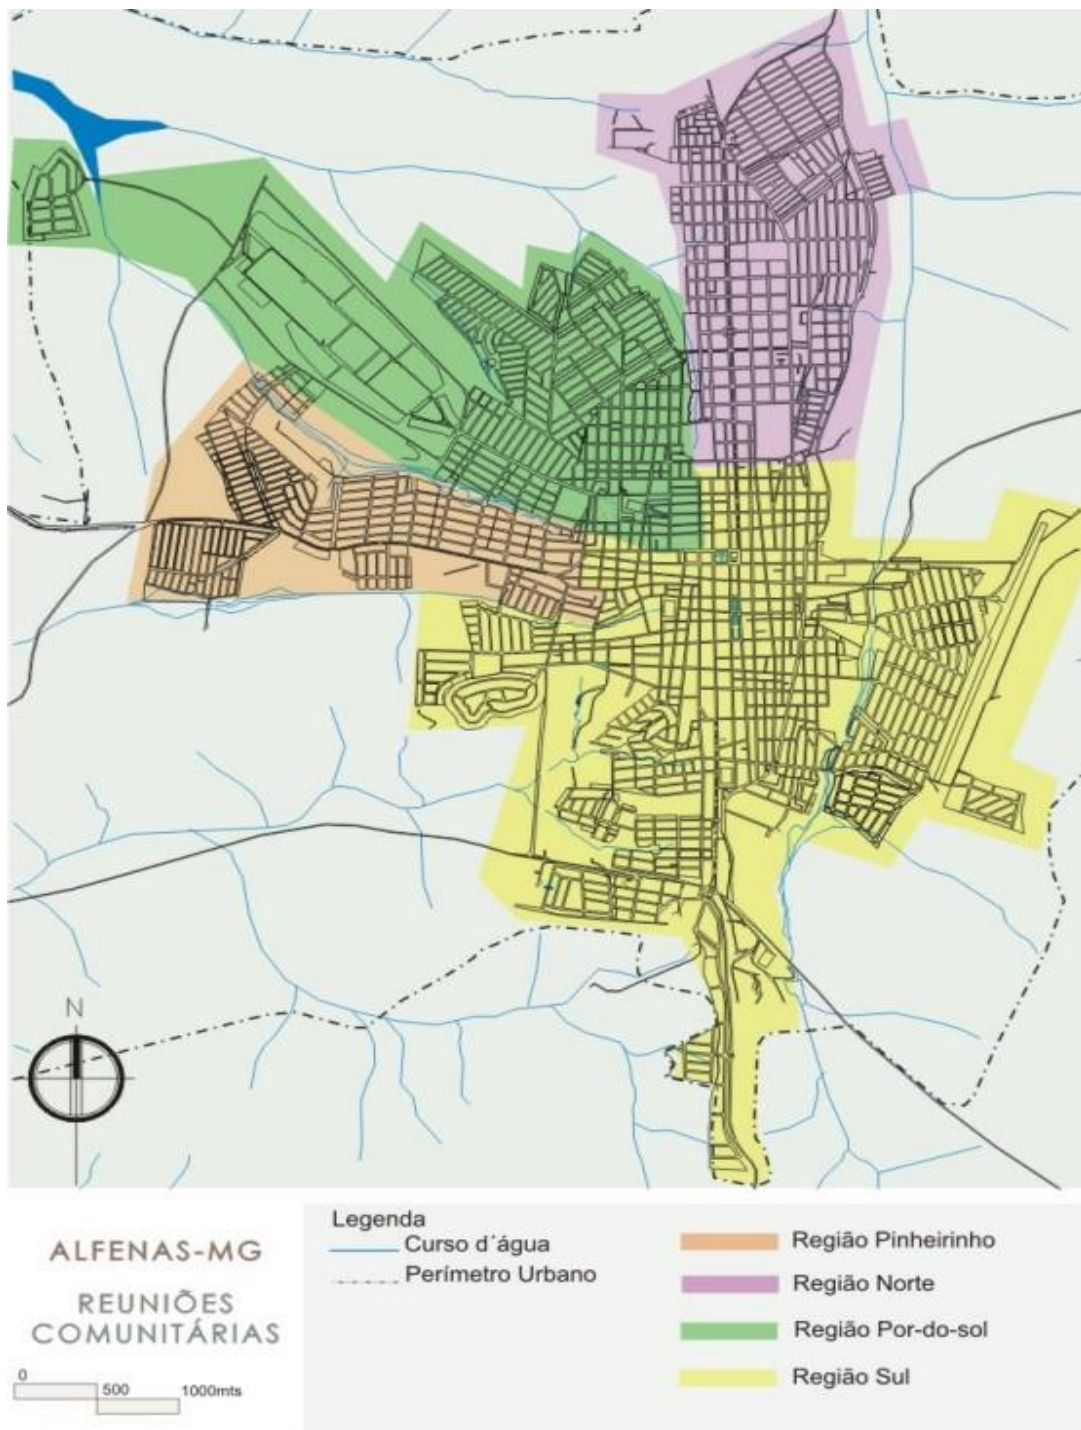 N
ALFENAS-MG
REUNIÕES
COMUNITÁRIAS
0
500
1000mts
Legenda
Curso d´água
Perímetro Urbano
Região Pinheirinho
Região Norte
Região Por-do-sol
Região Sul